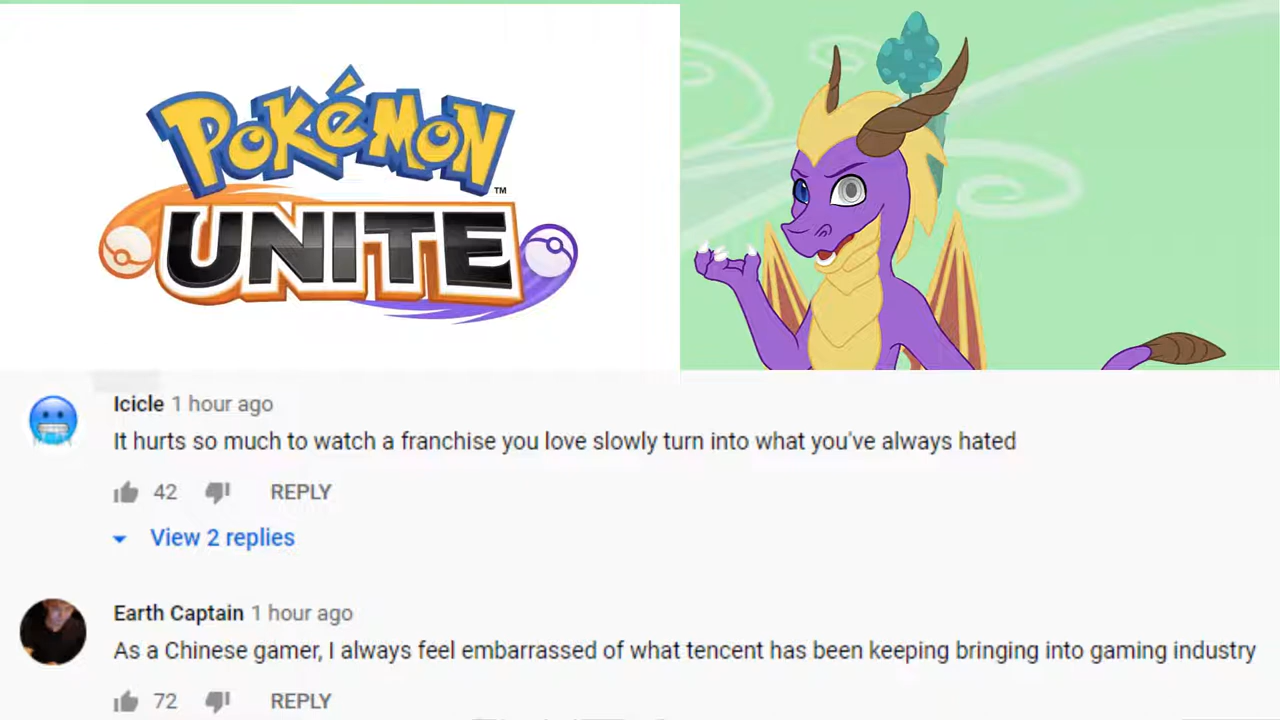 POKéMON
TM
UNITE
Icicle 1 hour ago
It hurts so much to watch a franchise you love slowly turn into what you've always hated
42 REPLY
View 2 replies
Earth Captain 1 hour ago
As a Chinese gamer, I always feel embarrassed of what tencent has been keeping bringing into gaming industry
72 REPLY